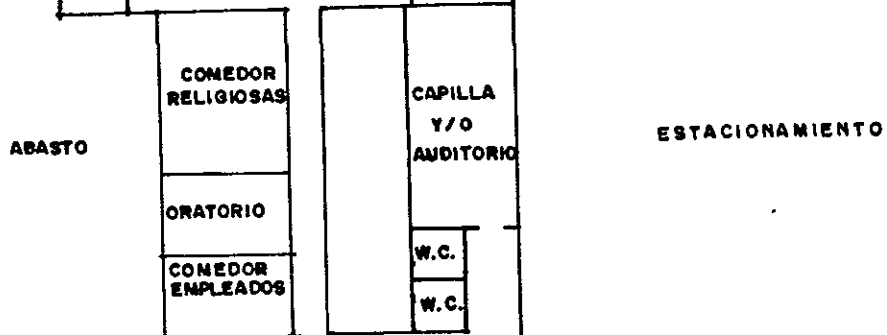 COMEDOR
RELIGIOSAS
CAPILLA
Y/O
AUDITORIO
ESTACIONAMIENTO
ABASTO
ORATORIO
W.C.
COMEDOR
EMPLEADOS
W.C.